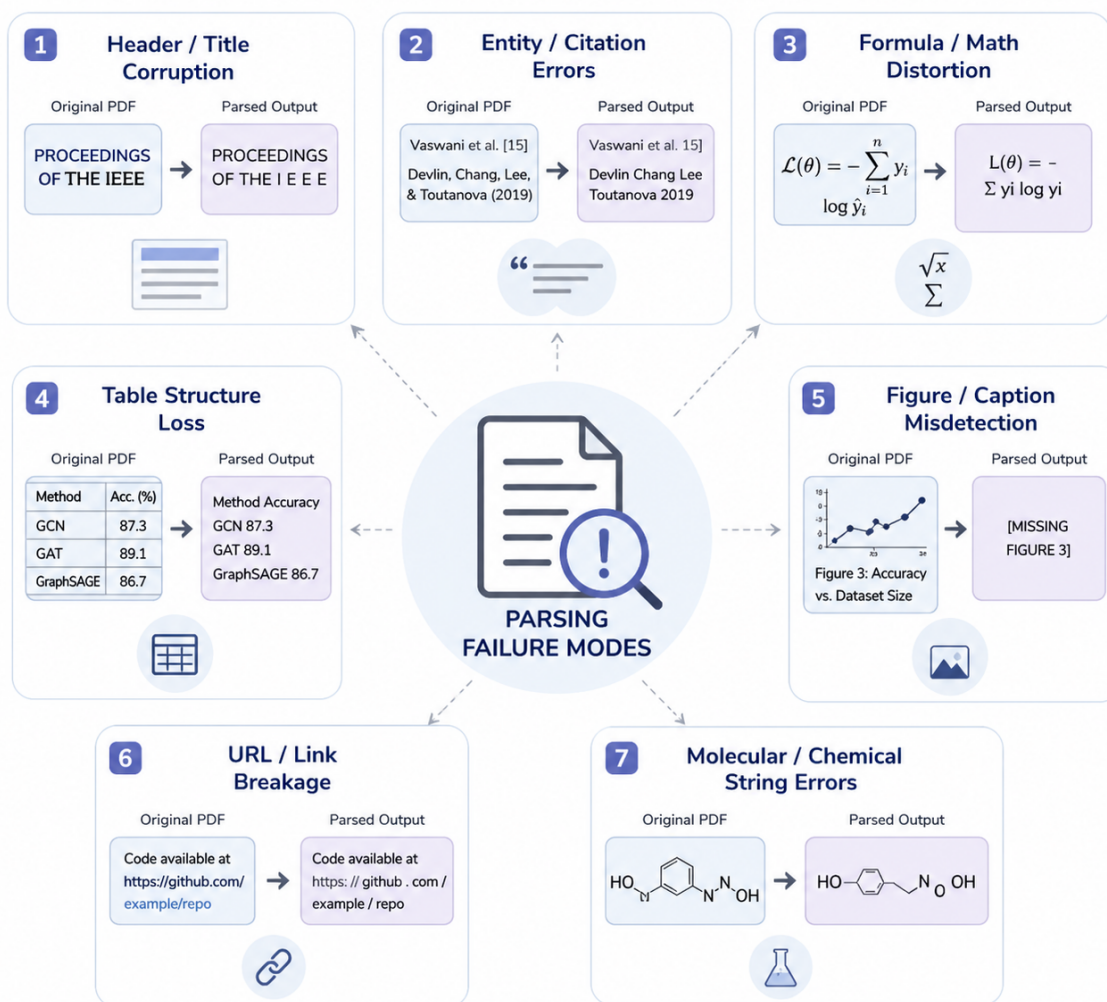 1
Header / Title
Corruption
Original PDF
Parsed Output
PROCEEDINGS
OF THE IEEE
PROCEEDINGS
OF THE I E E E
2
Entity / Citation
Errors
Original PDF
Parsed Output
Vaswani et al. [15]
Devlin, Chang, Lee,
& Toutanova (2019)
Vaswani et al. 15]
Devlin Chang Lee
Toutanova 2019
“
3
Formula / Math
Distortion
Original PDF
Parsed Output
ℒ(θ) = − ∑ᵢ₌₁ⁿ yᵢ
log ŷᵢ
L(θ) = -
Σ yi log yi
√x
Σ
4
Table Structure
Loss
Original PDF
Parsed Output
Method Acc. (%)
GCN 87.3
GAT 89.1
GraphSAGE 86.7
Method Accuracy
GCN 87.3
GAT 89.1
GraphSAGE 86.7
PARSING
FAILURE MODES
5
Figure / Caption
Misdetection
Original PDF
Parsed Output
Figure 3: Accuracy
vs. Dataset Size
[MISSING
FIGURE 3]
6
URL / Link
Breakage
Original PDF
Parsed Output
Code available at
https://github.com/
example/repo
Code available at
https: // github . com /
example / repo
7
Molecular / Chemical
String Errors
Original PDF
Parsed Output
HO N N OH
HO N O OH